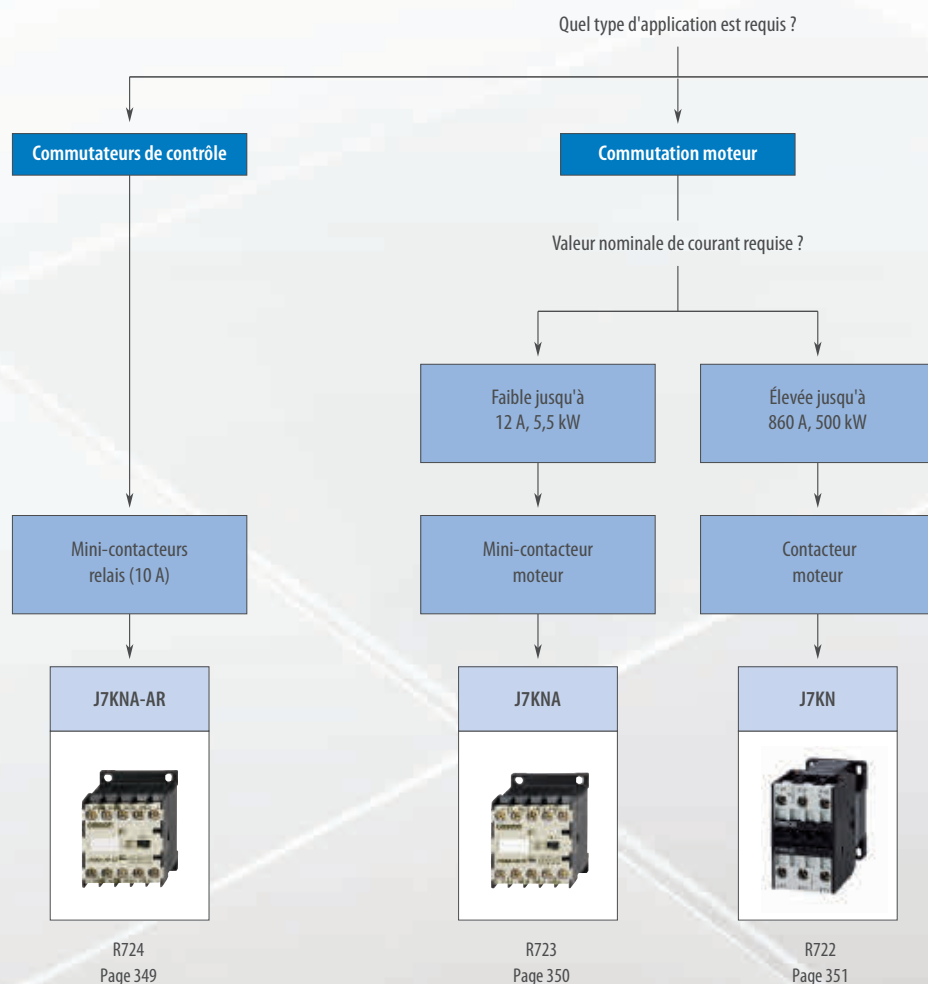 Quel type d'application est requis ?
Commutateurs de contrôle
Commutation moteur
Valeur nominale de courant requise ?
Faible jusqu'à
12 A, 5,5 kW
Élevée jusqu'à
860 A, 500 kW
Mini-contacteurs
relais (10 A)
Mini-contacteur
moteur
Contacteur
moteur
J7KNA-AR
J7KNA
J7KN
R724
Page 349
R723
Page 350
R722
Page 351